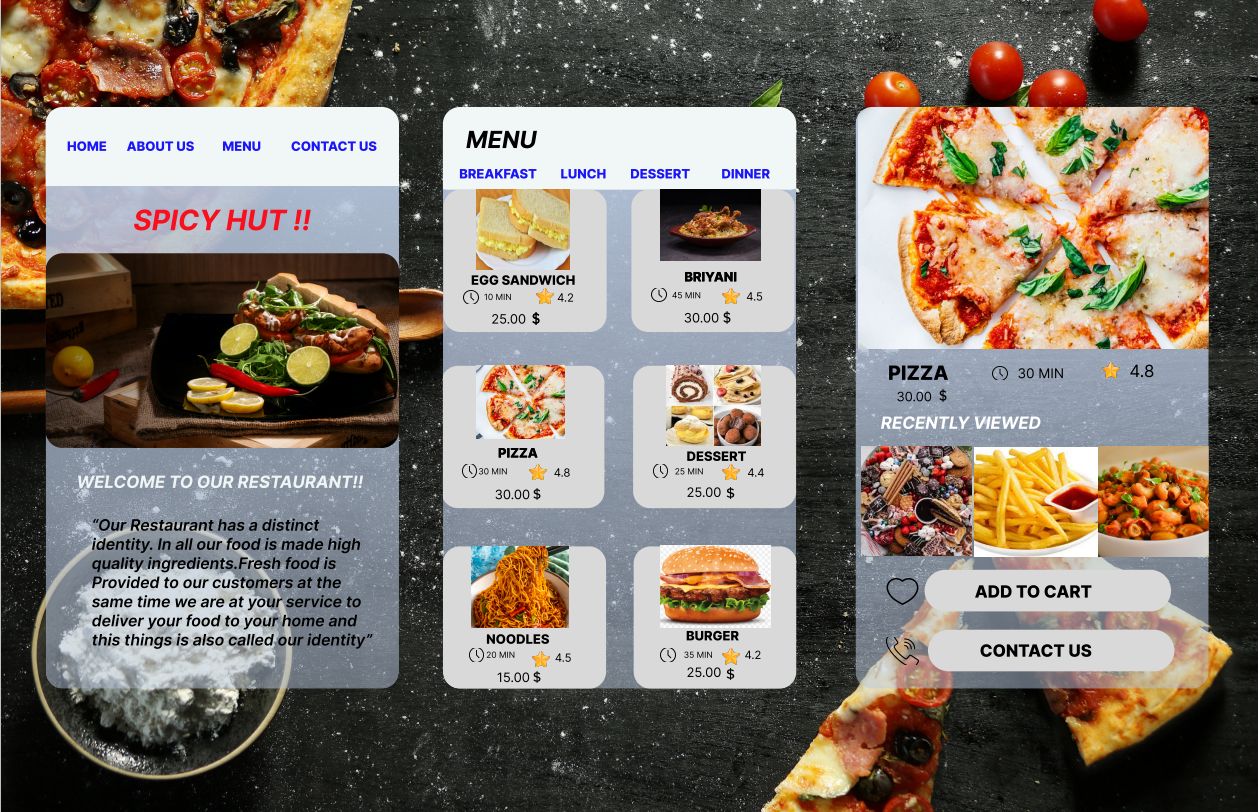 HOME ABOUT US MENU CONTACT US
SPICY HUT !!
WELCOME TO OUR RESTAURANT!!
“Our Restaurant has a distinct
identity. In all our food is made high
quality ingredients.Fresh food is
Provided to our customers at the
same time we are at your service to
deliver your food to your home and
this things is also called our identity”
MENU
BREAKFAST LUNCH DESSERT DINNER
EGG SANDWICH
10 MIN 4.2
25.00 $
BRIYANI
45 MIN 4.5
30.00 $
PIZZA
30 MIN 4.8
30.00 $
DESSERT
25 MIN 4.4
25.00 $
NOODLES
20 MIN 4.5
15.00 $
BURGER
35 MIN 4.2
25.00 $
PIZZA 30 MIN 4.8
30.00 $
RECENTLY VIEWED
ADD TO CART
CONTACT US